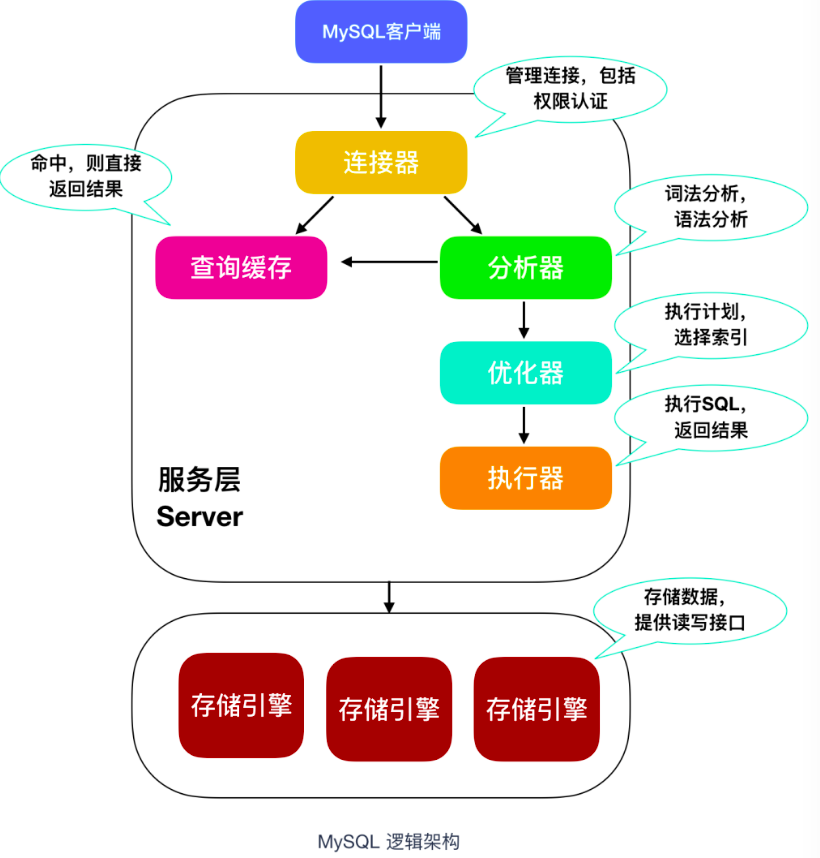 MySQL客户端
管理连接，包括
权限认证
连接器
命中，则直接
返回结果
词法分析，
语法分析
查询缓存
分析器
执行计划，
选择索引
优化器
执行SQL，
返回结果
执行器
服务层
Server
存储数据，
提供读写接口
存储引擎
存储引擎
存储引擎
MySQL 逻辑架构